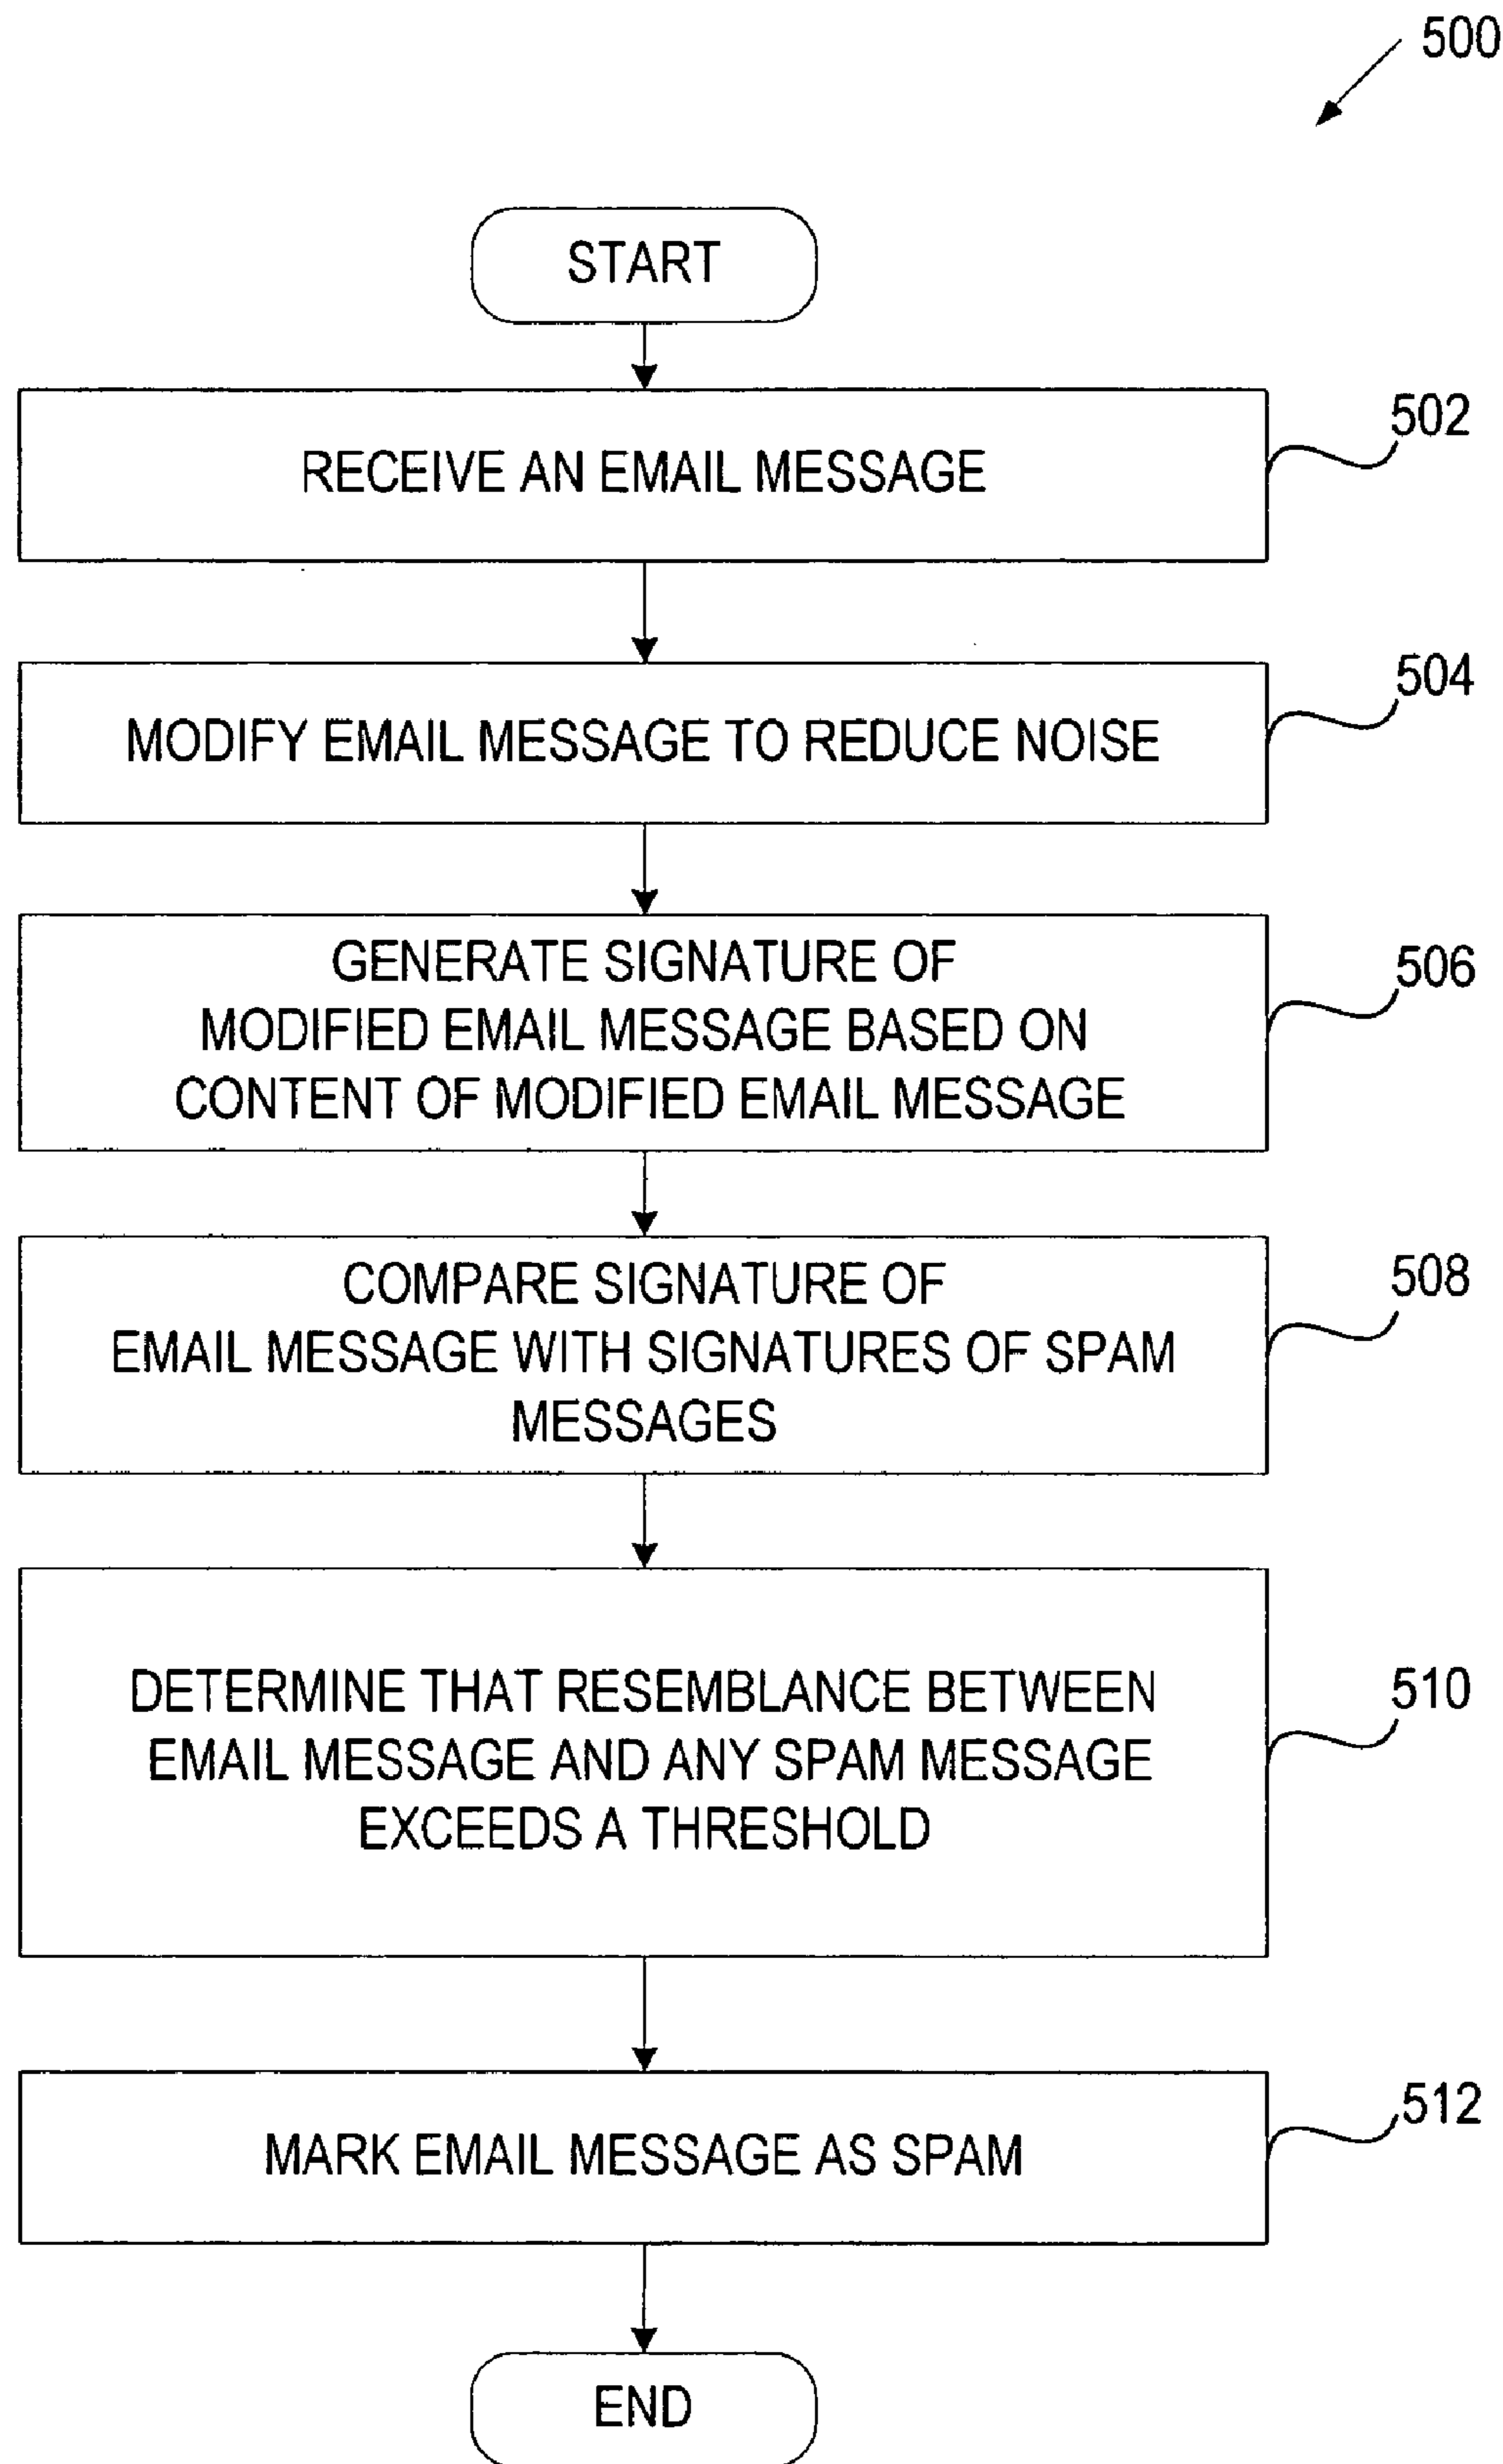 500
START
RECEIVE AN EMAIL MESSAGE
502
MODIFY EMAIL MESSAGE TO REDUCE NOISE
504
GENERATE SIGNATURE OF
MODIFIED EMAIL MESSAGE BASED ON
CONTENT OF MODIFIED EMAIL MESSAGE
506
COMPARE SIGNATURE OF
EMAIL MESSAGE WITH SIGNATURES OF SPAM
MESSAGES
508
DETERMINE THAT RESEMBLANCE BETWEEN
EMAIL MESSAGE AND ANY SPAM MESSAGE
EXCEEDS A THRESHOLD
510
MARK EMAIL MESSAGE AS SPAM
512
END